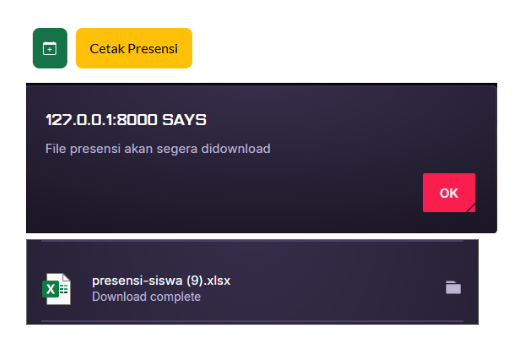 Cetak Presensi
127.0.0.1:8000 SAYS
File presensi akan segera didownload
OK
X
presensi-siswa (9).xlsx
Download complete